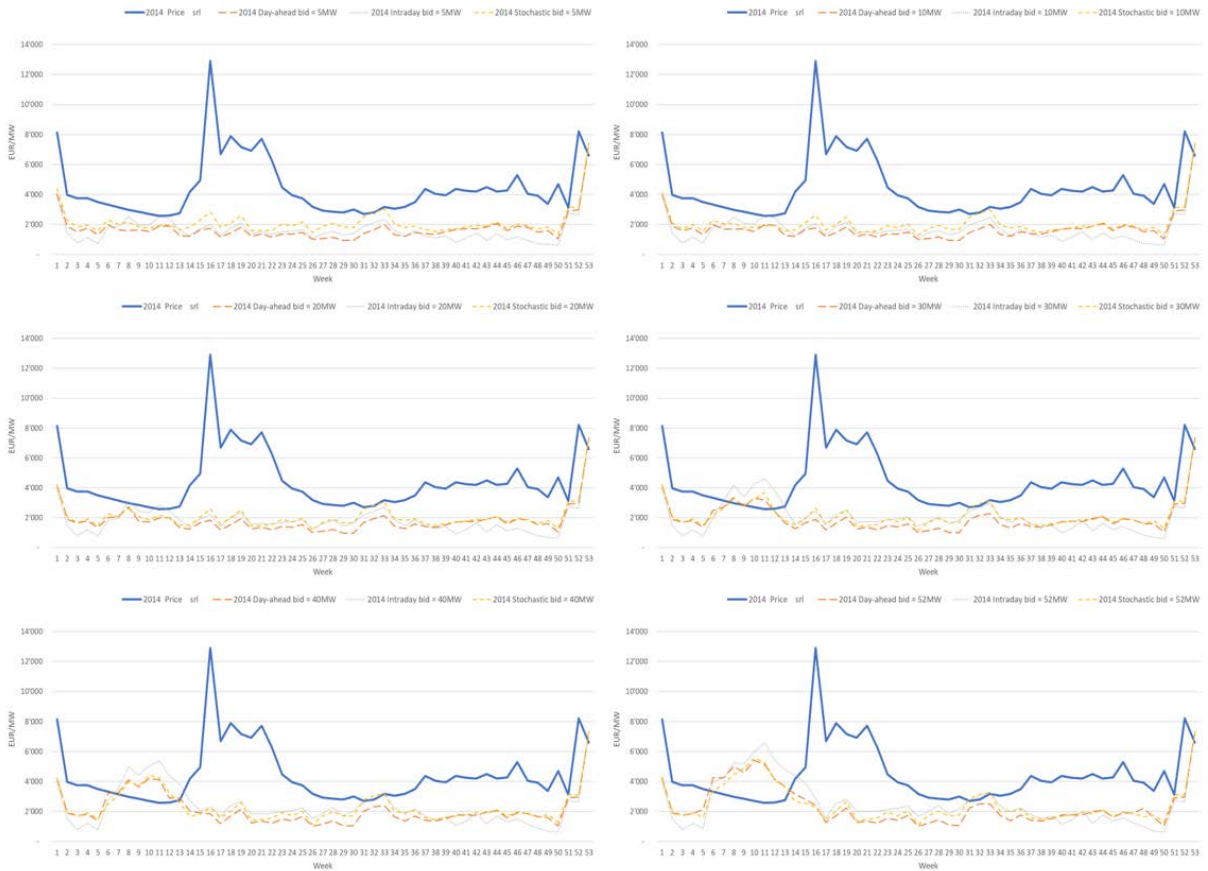 2014 Price srl 2014 Day-ahead bid = 5MW 2014 Intraday bid = 5MW 2014 Stochastic bid = 5MW
14'000
12'000
10'000
8'000
6'000
4'000
2'000
-
EUR/MW
1 2 3 4 5 6 7 8 9 10 11 12 13 14 15 16 17 18 19 20 21 22 23 24 25 26 27 28 29 30 31 32 33 34 35 36 37 38 39 40 41 42 43 44 45 46 47 48 49 50 51 52 53
Week
2014 Price srl 2014 Day-ahead bid = 10MW 2014 Intraday bid = 10MW 2014 Stochastic bid = 10MW
14'000
12'000
10'000
8'000
6'000
4'000
2'000
-
EUR/MW
1 2 3 4 5 6 7 8 9 10 11 12 13 14 15 16 17 18 19 20 21 22 23 24 25 26 27 28 29 30 31 32 33 34 35 36 37 38 39 40 41 42 43 44 45 46 47 48 49 50 51 52 53
Week
2014 Price srl 2014 Day-ahead bid = 20MW 2014 Intraday bid = 20MW 2014 Stochastic bid = 20MW
14'000
12'000
10'000
8'000
6'000
4'000
2'000
-
EUR/MW
1 2 3 4 5 6 7 8 9 10 11 12 13 14 15 16 17 18 19 20 21 22 23 24 25 26 27 28 29 30 31 32 33 34 35 36 37 38 39 40 41 42 43 44 45 46 47 48 49 50 51 52 53
Week
2014 Price srl 2014 Day-ahead bid = 30MW 2014 Intraday bid = 30MW 2014 Stochastic bid = 30MW
14'000
12'000
10'000
8'000
6'000
4'000
2'000
-
EUR/MW
1 2 3 4 5 6 7 8 9 10 11 12 13 14 15 16 17 18 19 20 21 22 23 24 25 26 27 28 29 30 31 32 33 34 35 36 37 38 39 40 41 42 43 44 45 46 47 48 49 50 51 52 53
Week
2014 Price srl 2014 Day-ahead bid = 40MW 2014 Intraday bid = 40MW 2014 Stochastic bid = 40MW
14'000
12'000
10'000
8'000
6'000
4'000
2'000
-
EUR/MW
1 2 3 4 5 6 7 8 9 10 11 12 13 14 15 16 17 18 19 20 21 22 23 24 25 26 27 28 29 30 31 32 33 34 35 36 37 38 39 40 41 42 43 44 45 46 47 48 49 50 51 52 53
Week
2014 Price srl 2014 Day-ahead bid = 52MW 2014 Intraday bid = 52MW 2014 Stochastic bid = 52MW
14'000
12'000
10'000
8'000
6'000
4'000
2'000
-
EUR/MW
1 2 3 4 5 6 7 8 9 10 11 12 13 14 15 16 17 18 19 20 21 22 23 24 25 26 27 28 29 30 31 32 33 34 35 36 37 38 39 40 41 42 43 44 45 46 47 48 49 50 51 52 53
Week